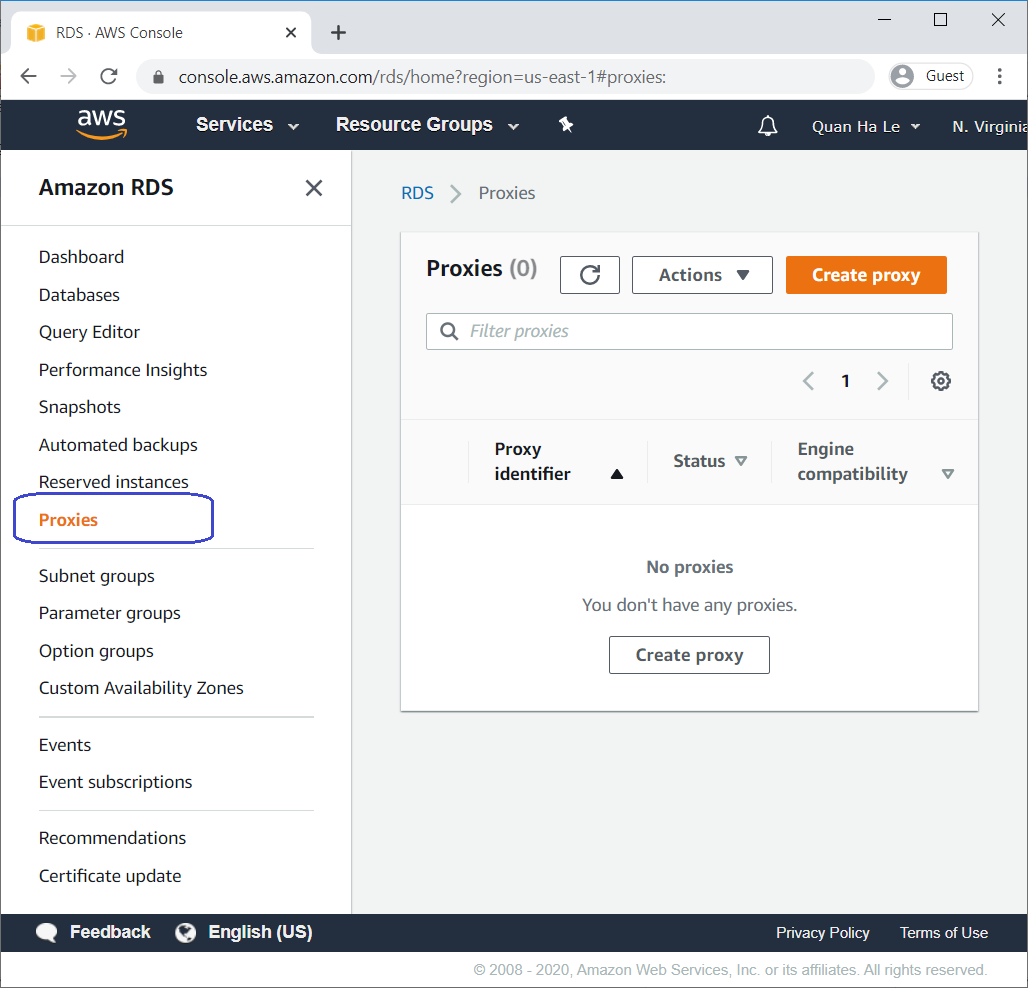 RDS · AWS Console
console.aws.amazon.com/rds/home?region=us-east-1#proxies:
Guest
aws
Services
Resource Groups
Quan Ha Le
N. Virginia
Amazon RDS
Dashboard
Databases
Query Editor
Performance Insights
Snapshots
Automated backups
Reserved instances
Proxies
Subnet groups
Parameter groups
Option groups
Custom Availability Zones
Events
Event subscriptions
Recommendations
Certificate update
RDS
Proxies
Proxies (0)
Actions
Create proxy
Filter proxies
1
Proxy
identifier
Status
Engine
compatibility
No proxies
You don't have any proxies.
Create proxy
Feedback
English (US)
Privacy Policy
Terms of Use
© 2008 - 2020, Amazon Web Services, Inc. or its affiliates. All rights reserved.